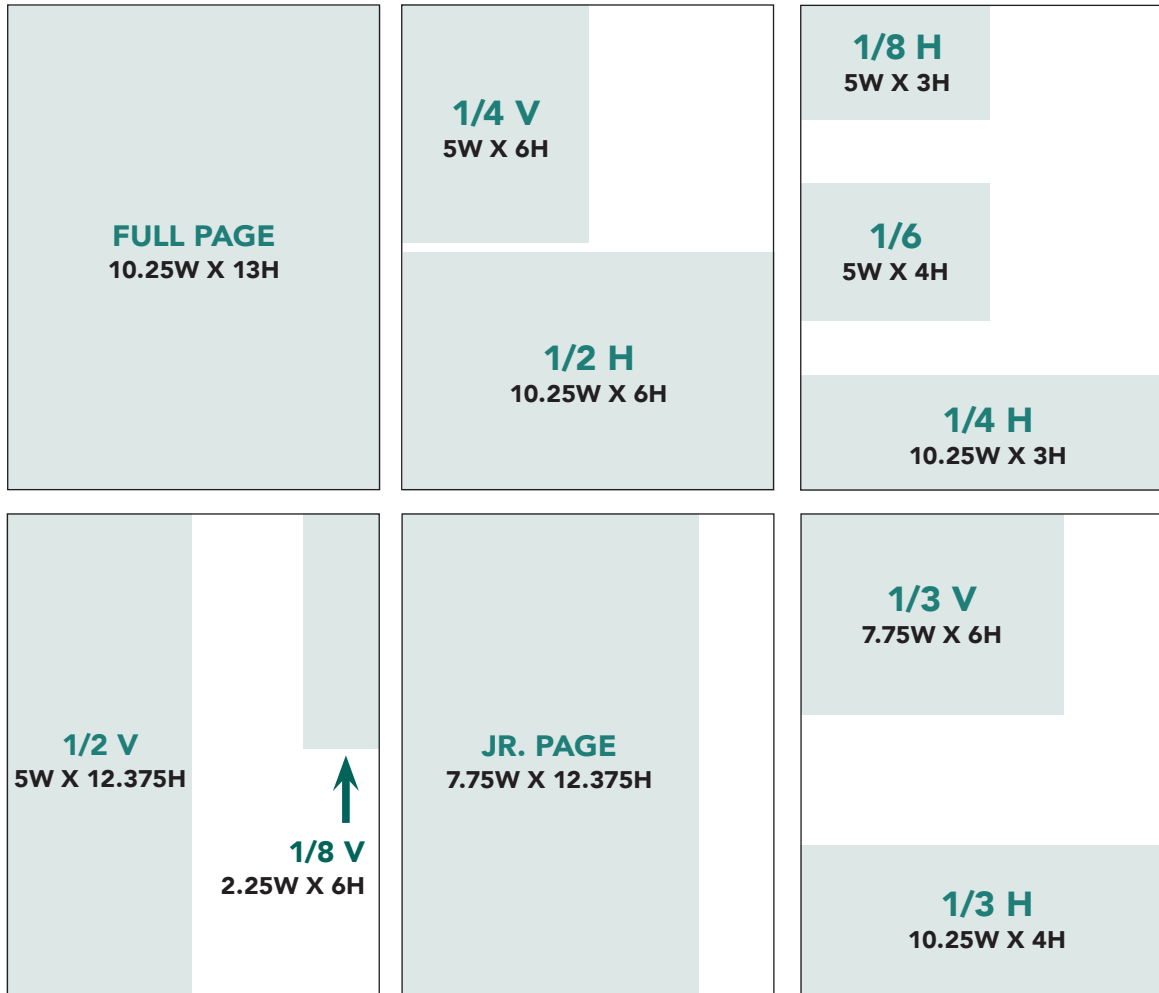 FULL PAGE
10.25W X 13H
1/4 V
5W X 6H
1/2 H
10.25W X 6H
1/8 H
5W X 3H
1/6
5W X 4H
1/4 H
10.25W X 3H
1/2 V
5W X 12.375H
1/8 V
2.25W X 6H
JR. PAGE
7.75W X 12.375H
1/3 V
7.75W X 6H
1/3 H
10.25W X 4H